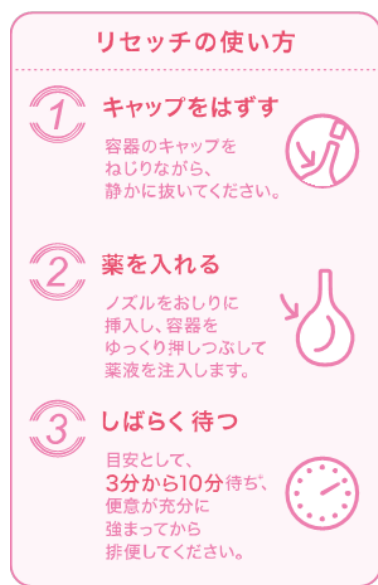 リセッチの使い方
1
キャップをはずす
容器のキャップを
ねじりながら、
静かに抜いてください。
2
薬を入れる
ノズルをおしりに
挿入し、容器を
ゆっくり押しつぶして
薬液を注入します。
3
しばらく待つ
目安として、
3分から10分待ち*、
便意が充分に
強まってから
排便してください。